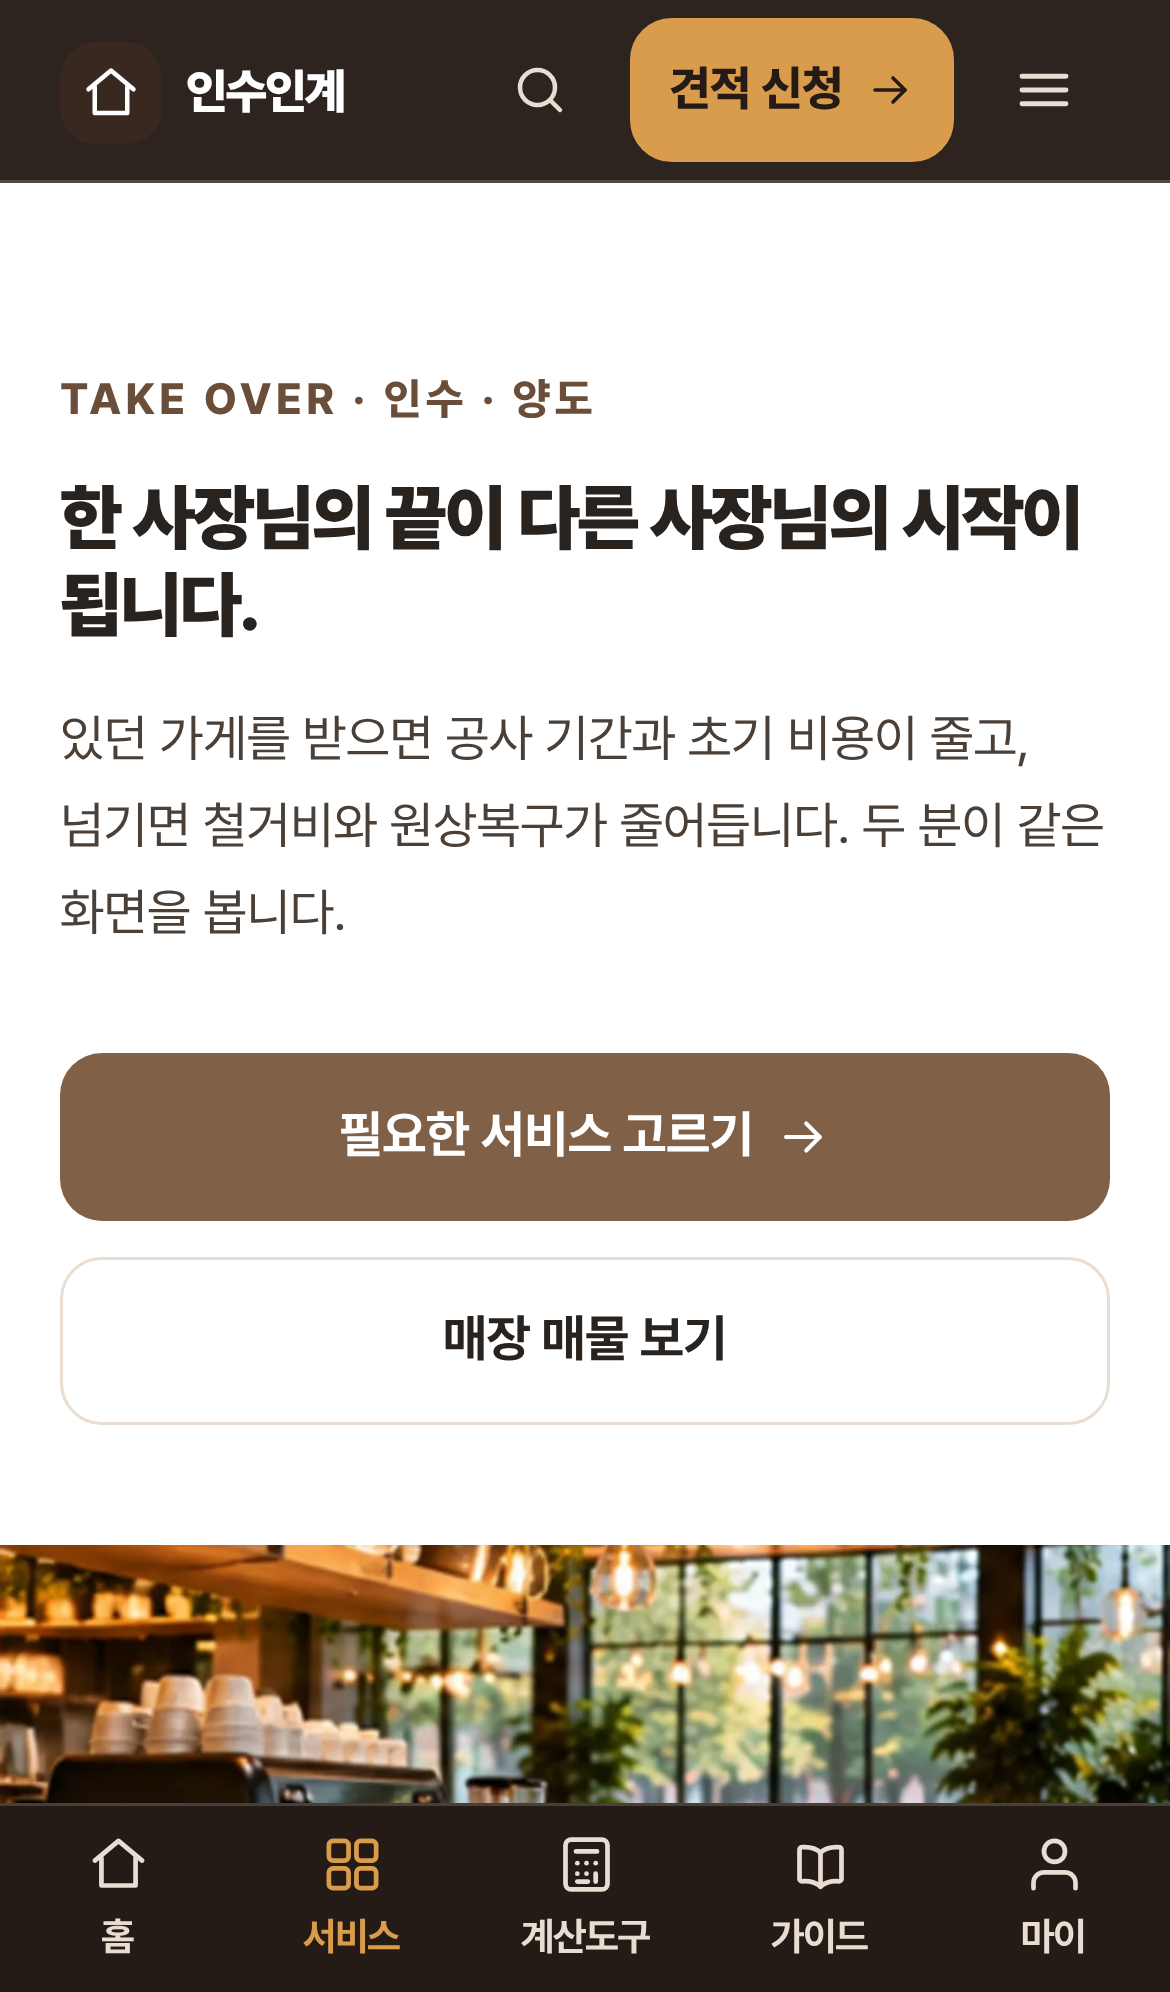 인수인계
견적 신청
TAKE OVER · 인수 · 양도
한 사장님의 끝이 다른 사장님의 시작이
됩니다.
있던 가게를 받으면 공사 기간과 초기 비용이 줄고,
넘기면 철거비와 원상복구가 줄어듭니다. 두 분이 같은
화면을 봅니다.
필요한 서비스 고르기
매장 매물 보기
홈
서비스
계산도구
가이드
마이